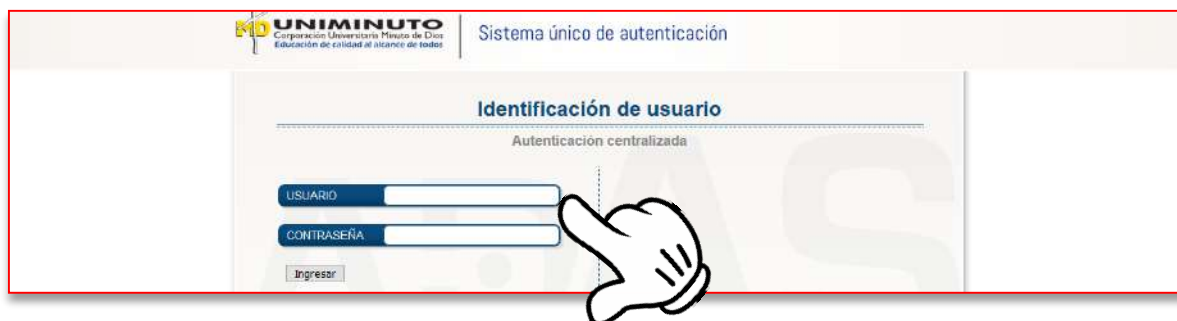 UNIMINUTO
Corporación Universitaria Minuto de Dios
Educación de calidad al alcance de todos
Sistema único de autenticación
Identificación de usuario
Autenticación centralizada
USUARIO
CONTRASEÑA
Ingresar